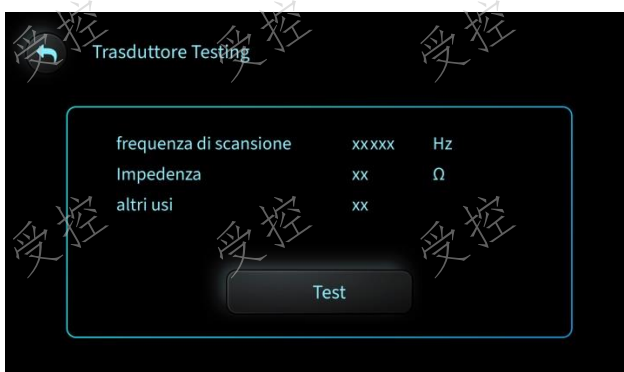 Trasduttore Testing
frequenza di scansione xxxxx Hz
Impedenza xx Ω
altri usi xx
Test
受控
受控
受控
受控
受控
受控